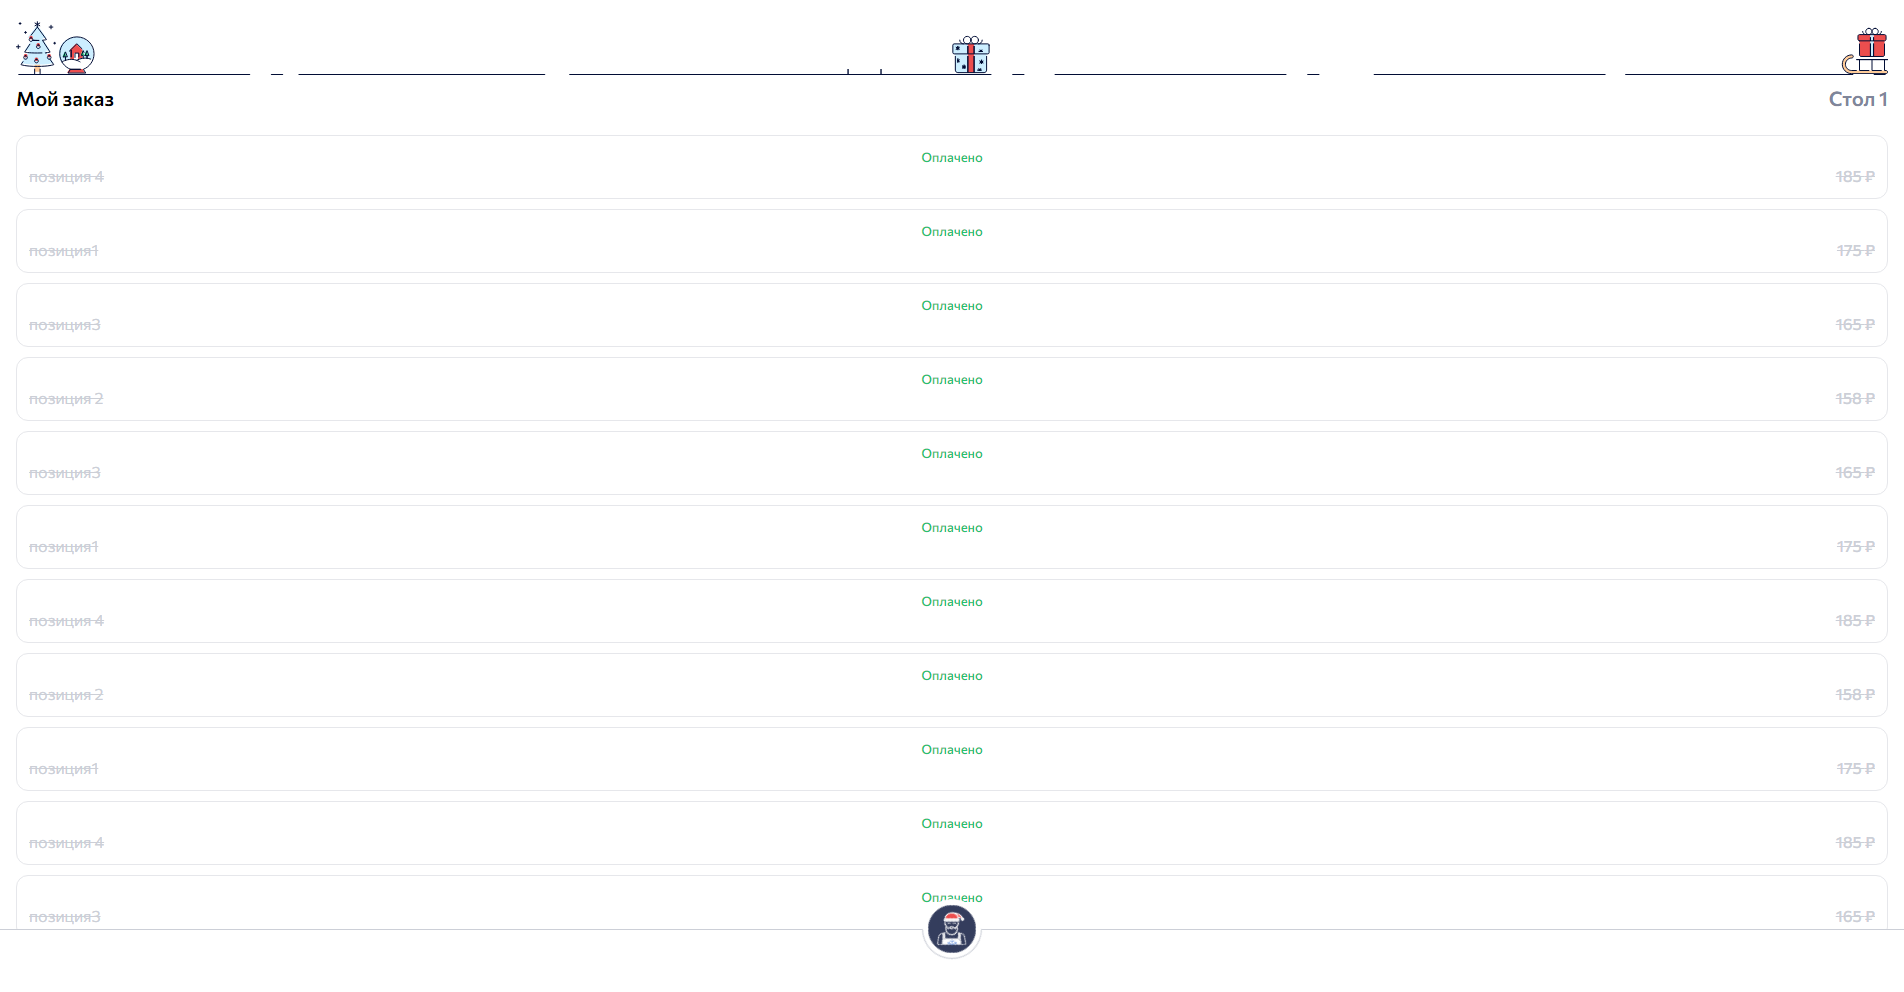 Мой заказ
Стол 1
Оплачено
позиция 4
185 ₽
Оплачено
позиция1
175 ₽
Оплачено
позиция3
165 ₽
Оплачено
позиция 2
158 ₽
Оплачено
позиция3
165 ₽
Оплачено
позиция1
175 ₽
Оплачено
позиция 4
185 ₽
Оплачено
позиция 2
158 ₽
Оплачено
позиция1
175 ₽
Оплачено
позиция 4
185 ₽
Оплачено
позиция3
165 ₽